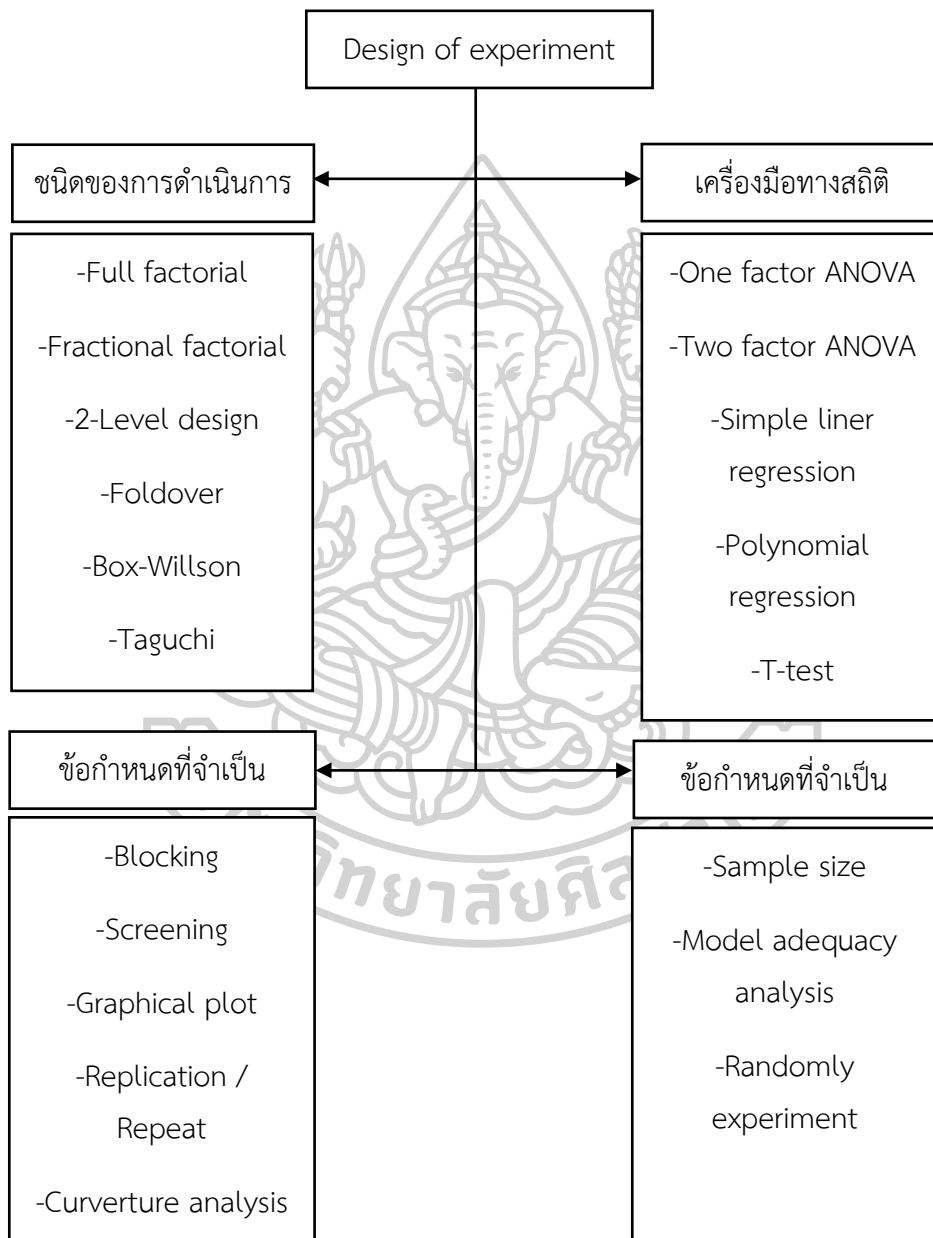 Design of experiment
ชนิดของการดำเนินการ
-Full factorial
-Fractional factorial
-2-Level design
-Foldover
-Box-Willson
-Taguchi
เครื่องมือทางสถิติ
-One factor ANOVA
-Two factor ANOVA
-Simple liner
regression
-Polynomial
regression
-T-test
ข้อกำหนดที่จำเป็น
-Blocking
-Screening
-Graphical plot
-Replication /
Repeat
-Curverture analysis
ข้อกำหนดที่จำเป็น
-Sample size
-Model adequacy
analysis
-Randomly
experiment